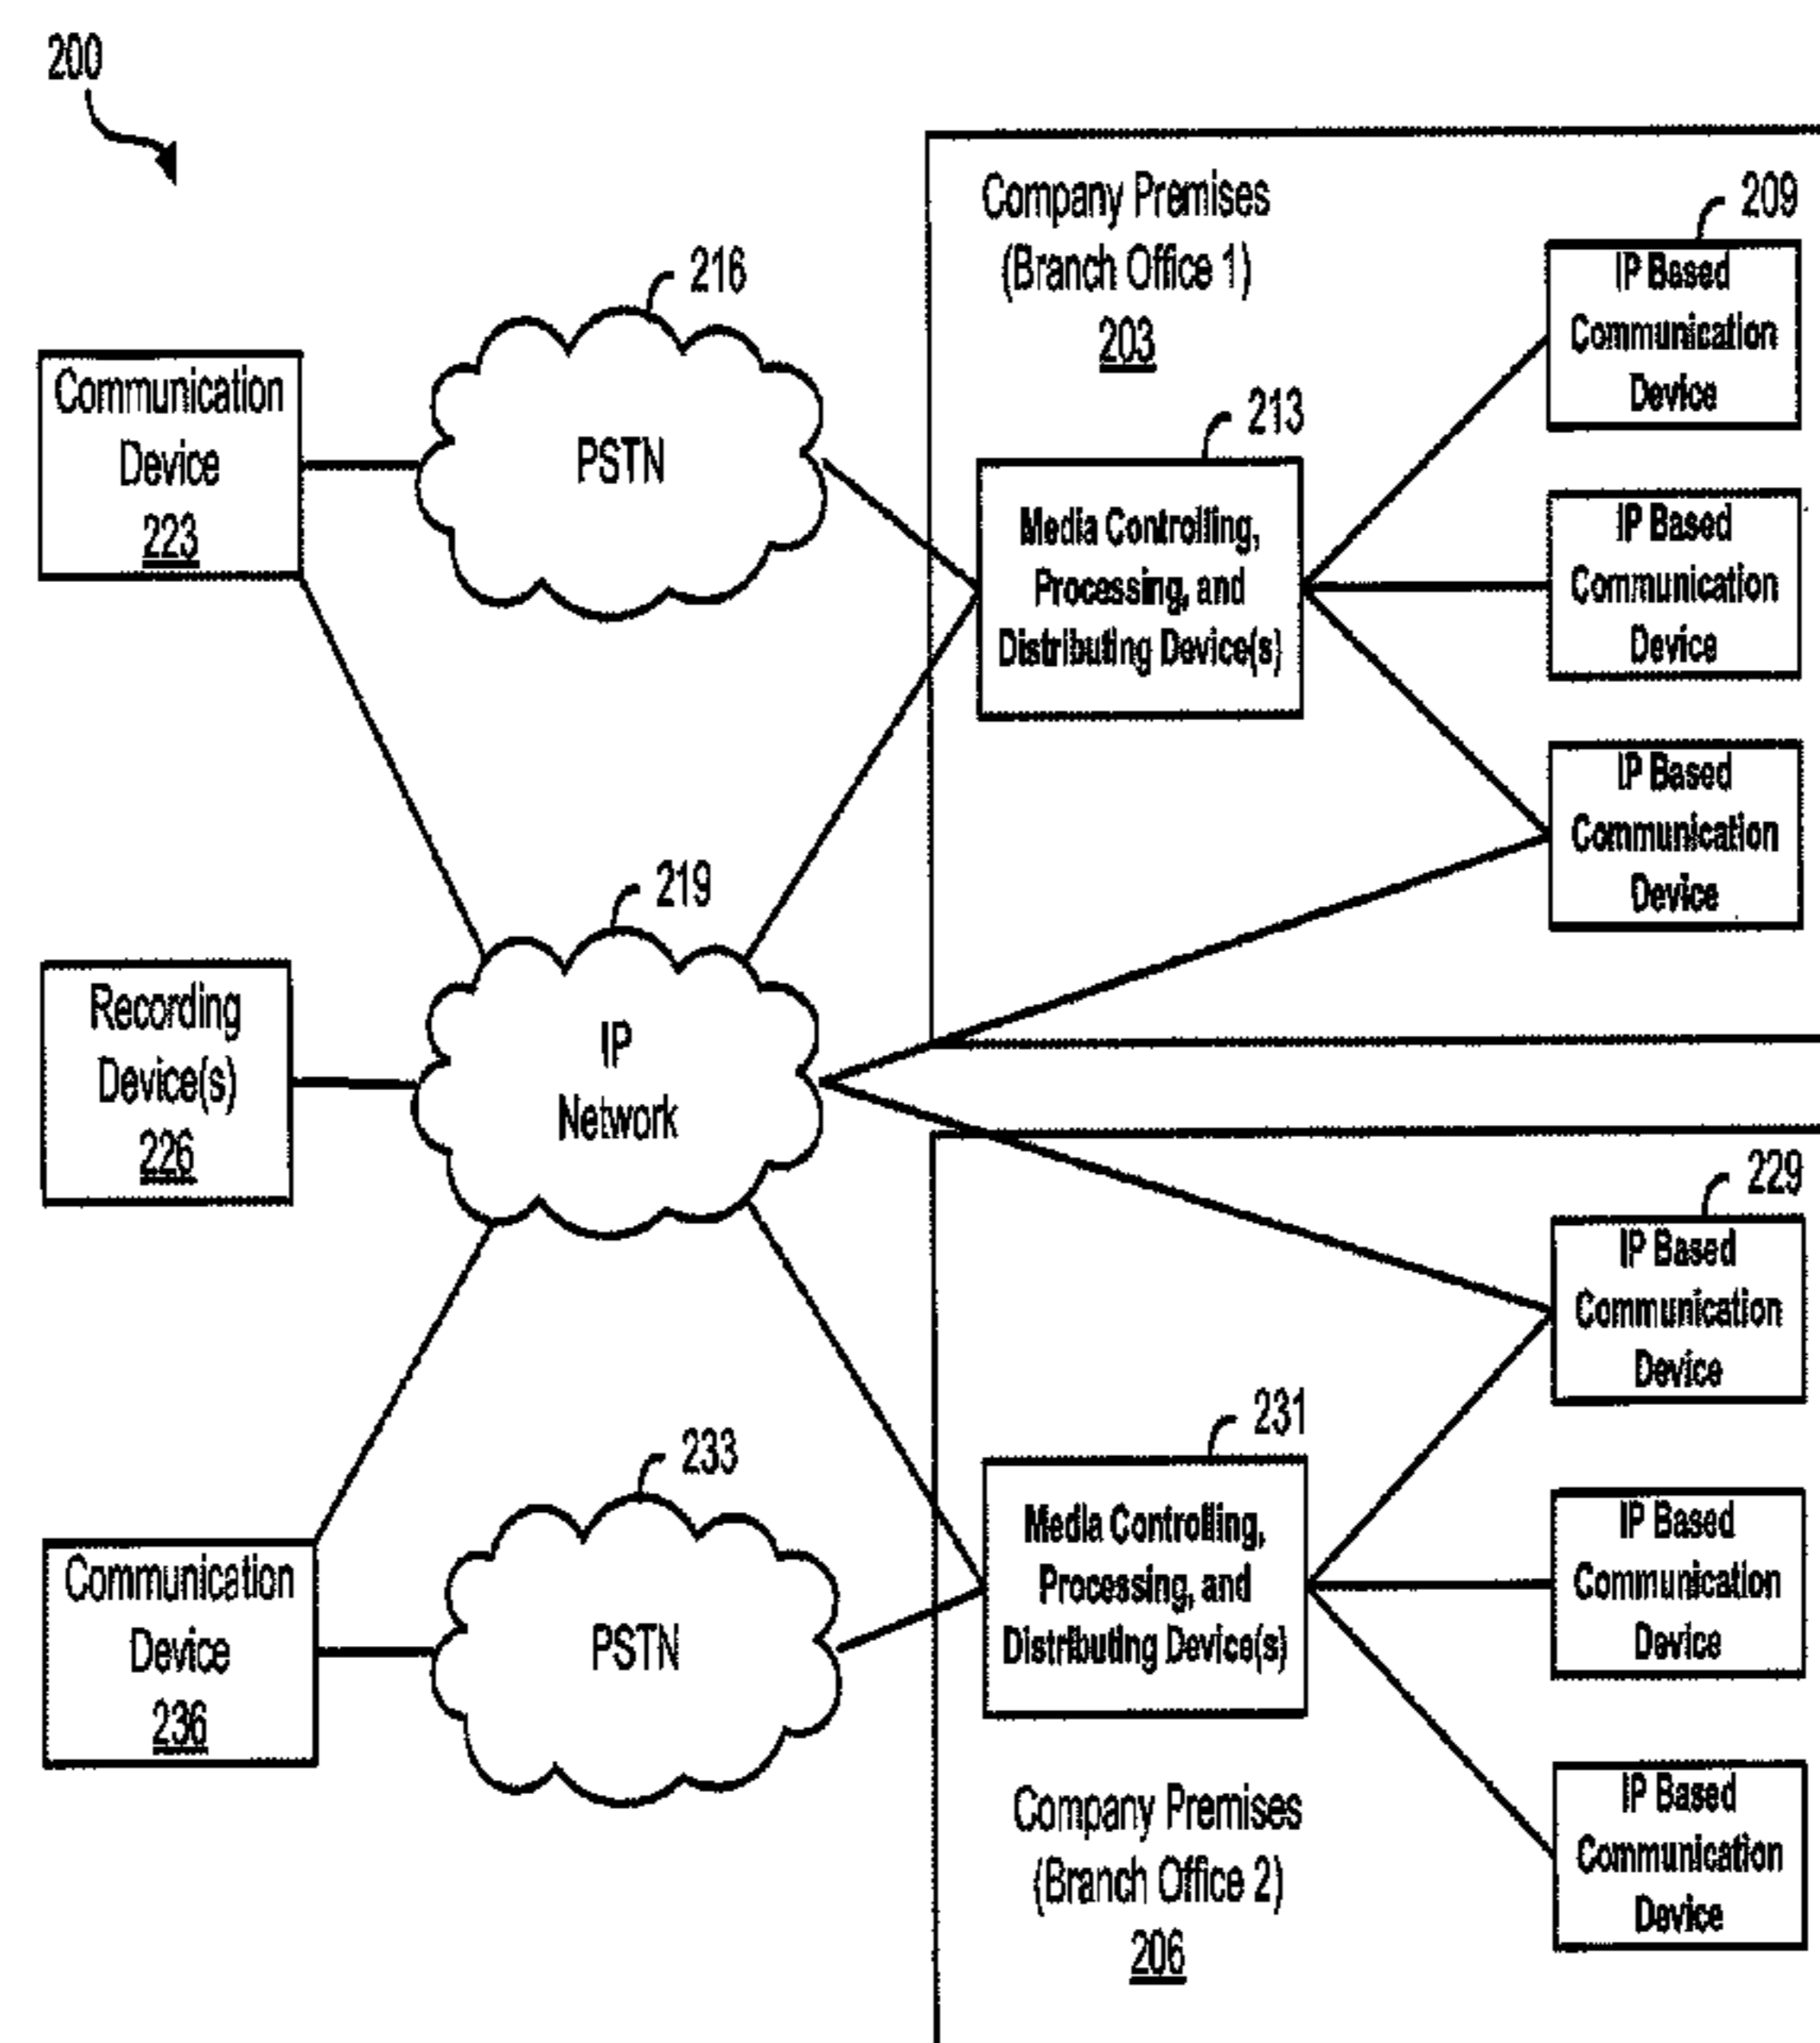 200
Company Premises
(Branch Office 1)
203
209
IP Based
Communication
Device
216
PSTN
Communication
Device
223
213
Media Controlling,
Processing, and
Distributing Device(s)
IP Based
Communication
Device
IP Based
Communication
Device
219
IP
Network
Recording
Device(s)
226
229
IP Based
Communication
Device
231
Media Controlling,
Processing, and
Distributing Device(s)
233
PSTN
Communication
Device
236
IP Based
Communication
Device
IP Based
Communication
Device
Company Premises
(Branch Office 2)
206